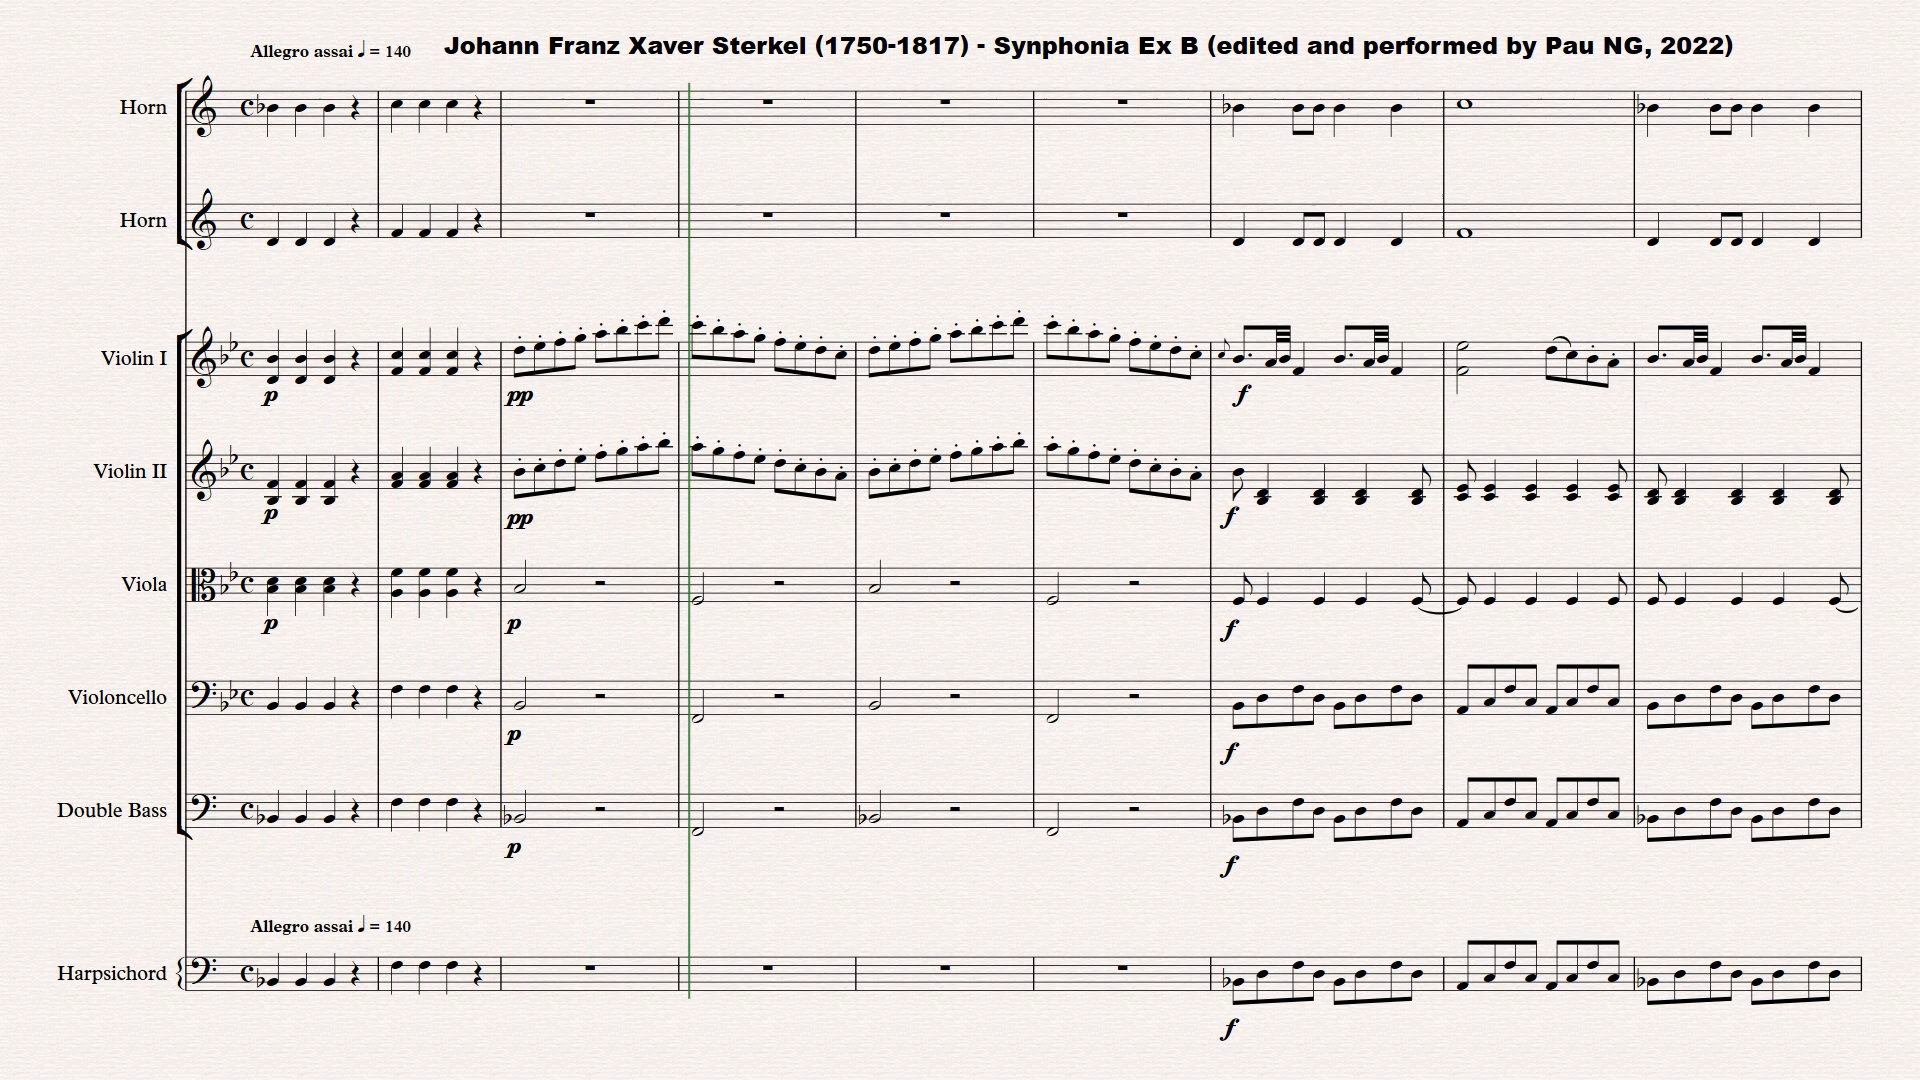 Allegro assai ♩ = 140
Johann Franz Xaver Sterkel (1750-1817) - Synphonia Ex B (edited and performed by Pau NG, 2022)
Horn
Horn
Violin I
p pp f
Violin II
p pp f
Viola
p p f
Violoncello
p f
Double Bass
p f
Allegro assai ♩ = 140
Harpsichord
f